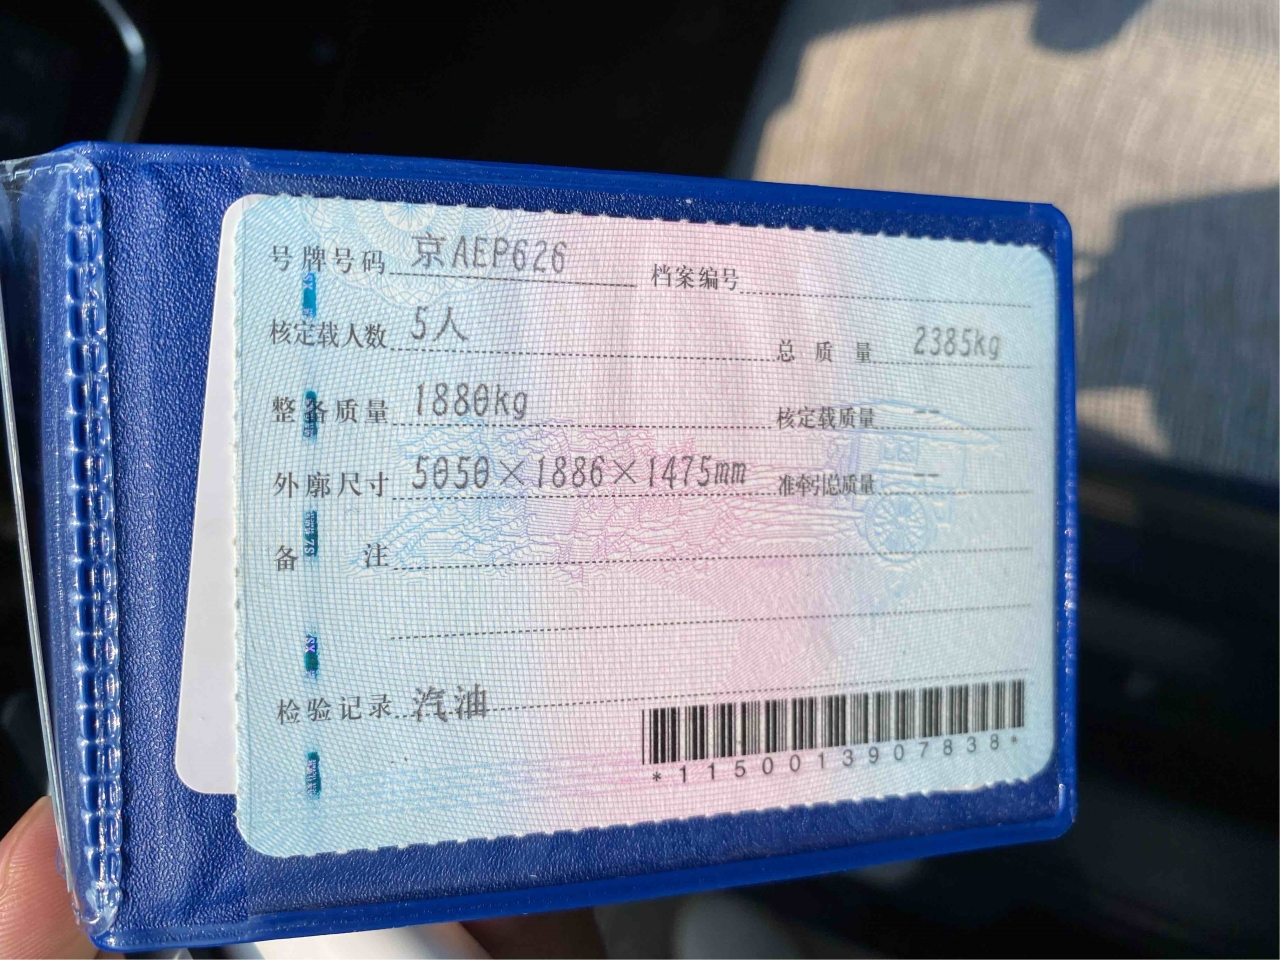 号牌号码 京AEP626 档案编号
核定载人数 5人 总质量 2385kg
整备质量 1880kg 核定载质量 --
外廓尺寸 5050×1886×1475mm 准牵引总质量 --
备注
检验记录 汽油
*1150013907838*